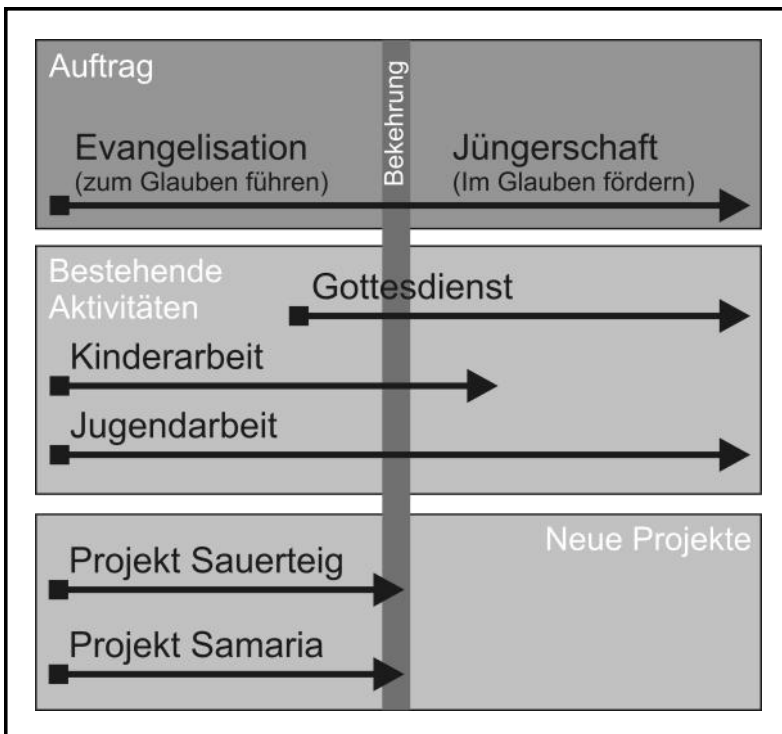 Auftrag
Bekehrung
Evangelisation
(zum Glauben führen)
Jüngerschaft
(Im Glauben fördern)
Bestehende
Aktivitäten
Gottesdienst
Kinderarbeit
Jugendarbeit
Neue Projekte
Projekt Sauerteig
Projekt Samaria